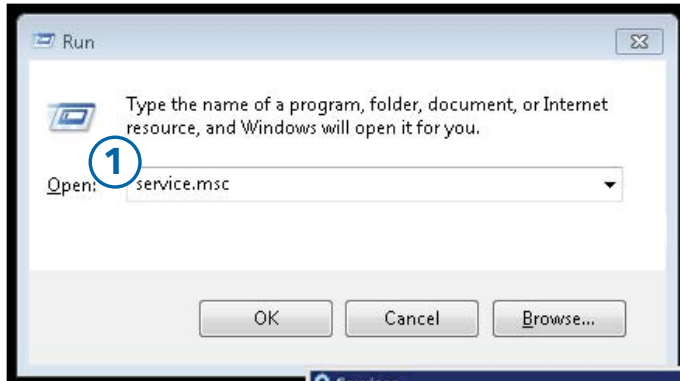 Run
Type the name of a program, folder, document, or Internet
resource, and Windows will open it for you.
1
Open: service.msc
OK Cancel Browse...